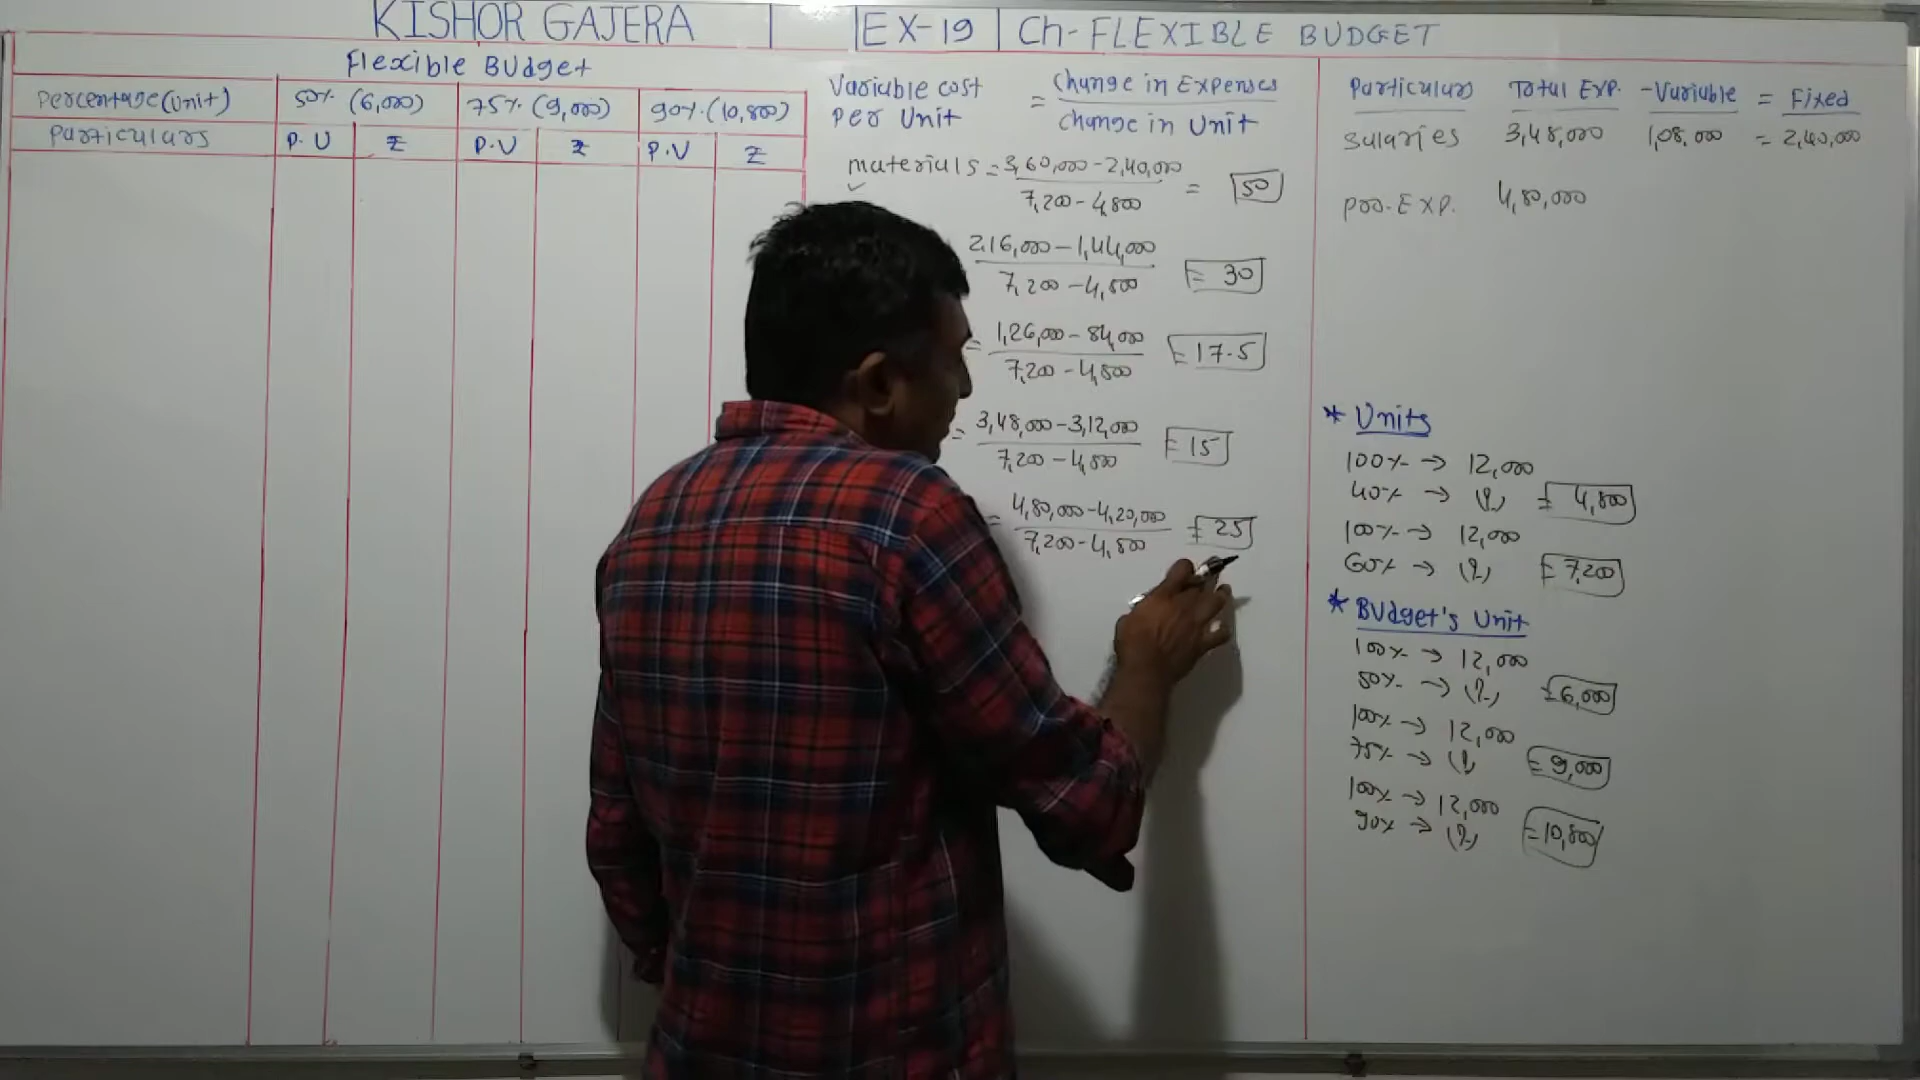 KISHOR GAJERA
EX-19
Ch- FLEXIBLE BUDGET
Flexible Budget
Percentage(Unit) 50% (6,000) 75% (9,000) 90% (10,800)
Particulars P.U ₹ P.U ₹ P.U ₹
Variable cost Per Unit = Change in Expenses
Change in Unit
materials = 3,60,000 - 2,40,000
7,200 - 4,800 = 50
2,16,000 - 1,44,000
7,200 - 4,800 = 30
= 1,26,000 - 84,000
7,200 - 4,800 = 17.5
= 3,48,000 - 3,12,000
7,200 - 4,800 = 15
= 4,80,000 - 4,20,000
7,200 - 4,800 = 25
Particulars Total Exp. - Variable = Fixed
Salaries 3,48,000 1,08,000 = 2,40,000
Pro. Exp. 4,80,000
* Units
100% → 12,000
40% → (?) = 4,800
100% → 12,000
60% → (?) = 7,200
* Budget's Unit
100% → 12,000
50% → (?) = 6,000
100% → 12,000
75% → (?) = 9,000
100% → 12,000
90% → (?) = 10,800